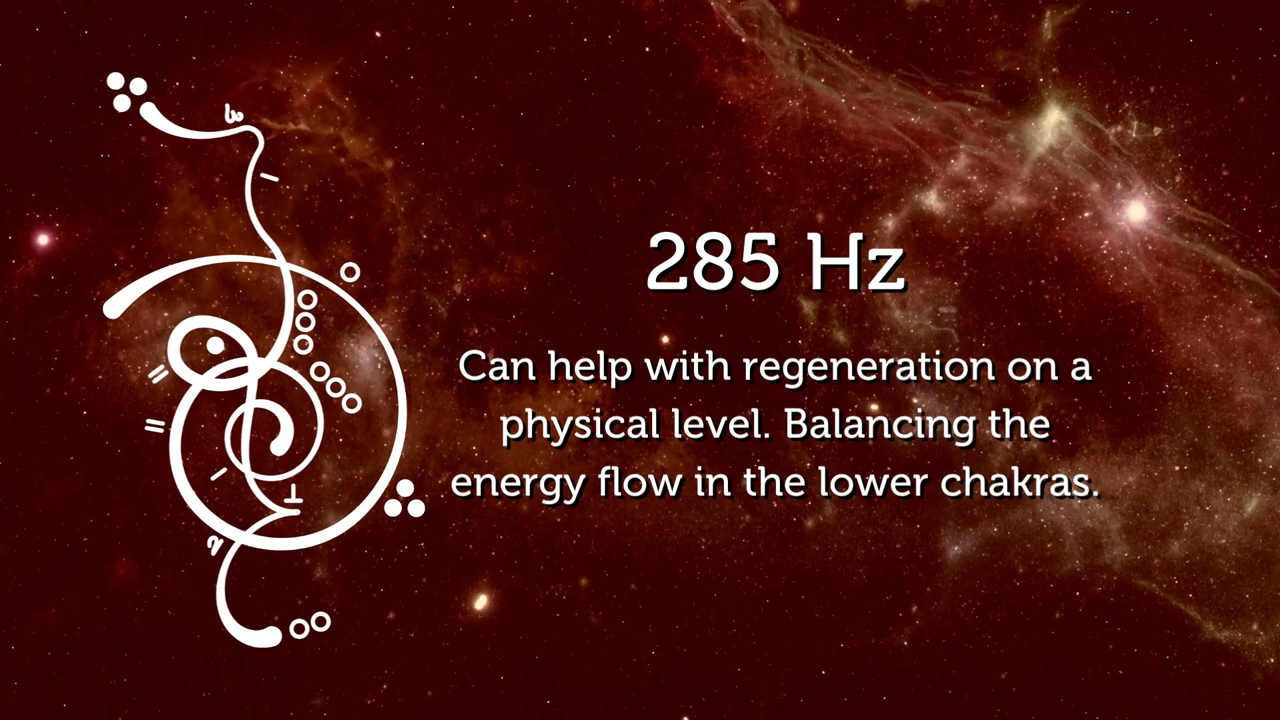 285 Hz
Can help with regeneration on a
physical level. Balancing the
energy flow in the lower chakras.